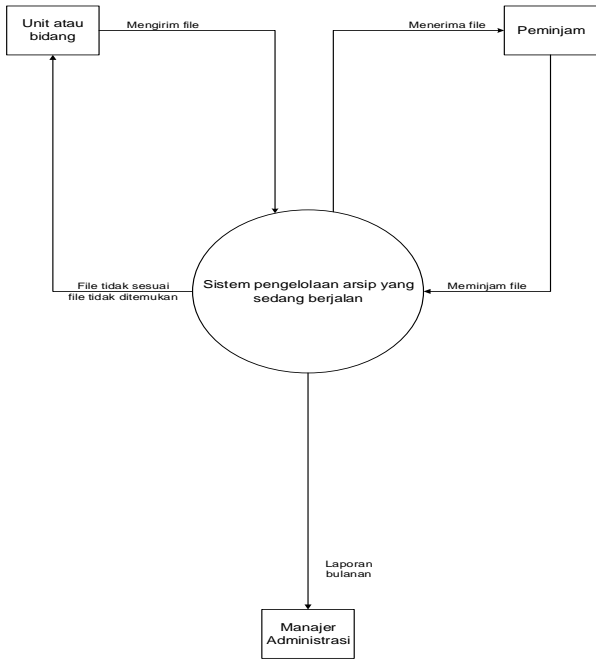 Unit atau
bidang
Mengirim file
Menerima file
Peminjam
File tidak sesuai
file tidak ditemukan
Sistem pengelolaan arsip yang
sedang berjalan
Meminjam file
Laporan
bulanan
Manajer
Administrasi